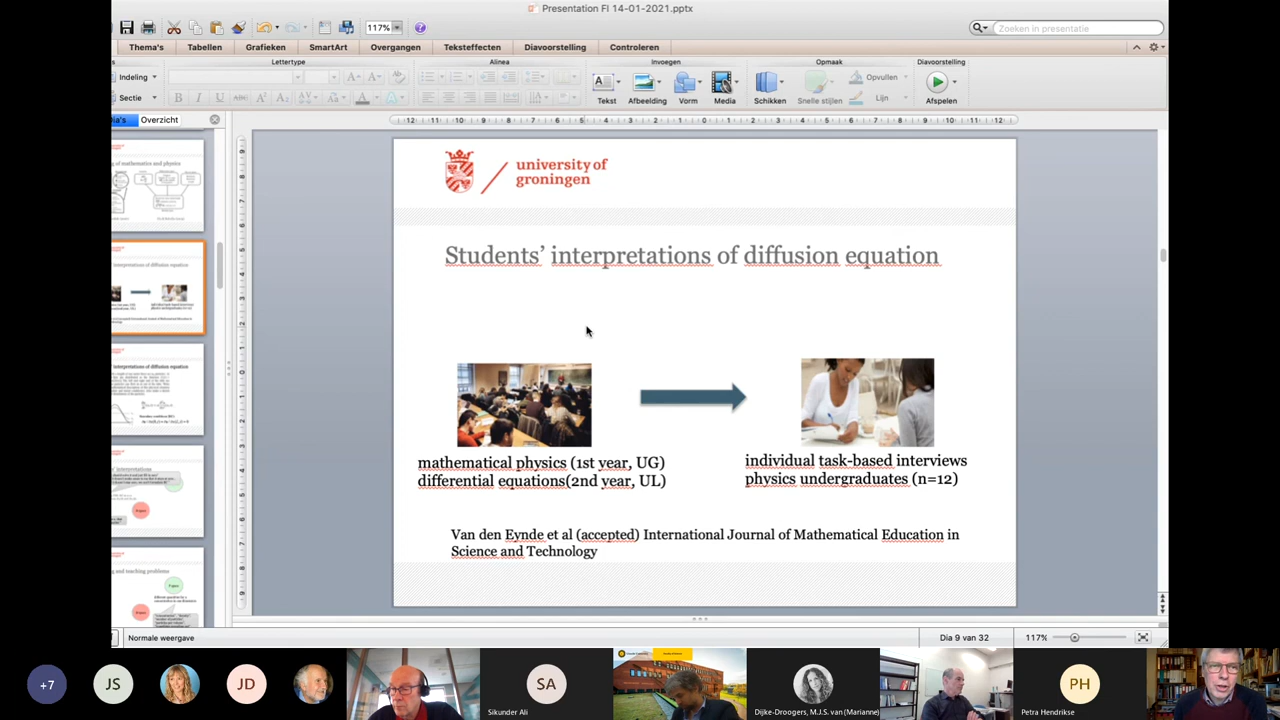 Presentation FI 14-01-2021.pptx
117%
Zoeken in presentatie
Thema's Tabellen Grafieken SmartArt Overgangen Teksteffecten Diavoorstelling Controleren
Lettertype Alinea Invoegen Opmaak Diavoorstelling
Indeling
Opvullen
Sectie
Lijn
Tekst Afbeelding Vorm Media Schikken Snelle stijlen Afspelen
Overzicht
university of
groningen
Students' interpretations of diffusion equation
mathematical physics (1st year, UG)
differential equations(2nd year, UL)
individual task-based interviews
physics undergraduates (n=12)
Van den Eynde et al (accepted) International Journal of Mathematical Education in
Science and Technology
Normale weergave
Dia 9 van 32
117%
+7
JS
JD
SA
PH
Sikunder Ali
Dijke-Droogers, M.J.S. van (Marianne)
Petra Hendrikse